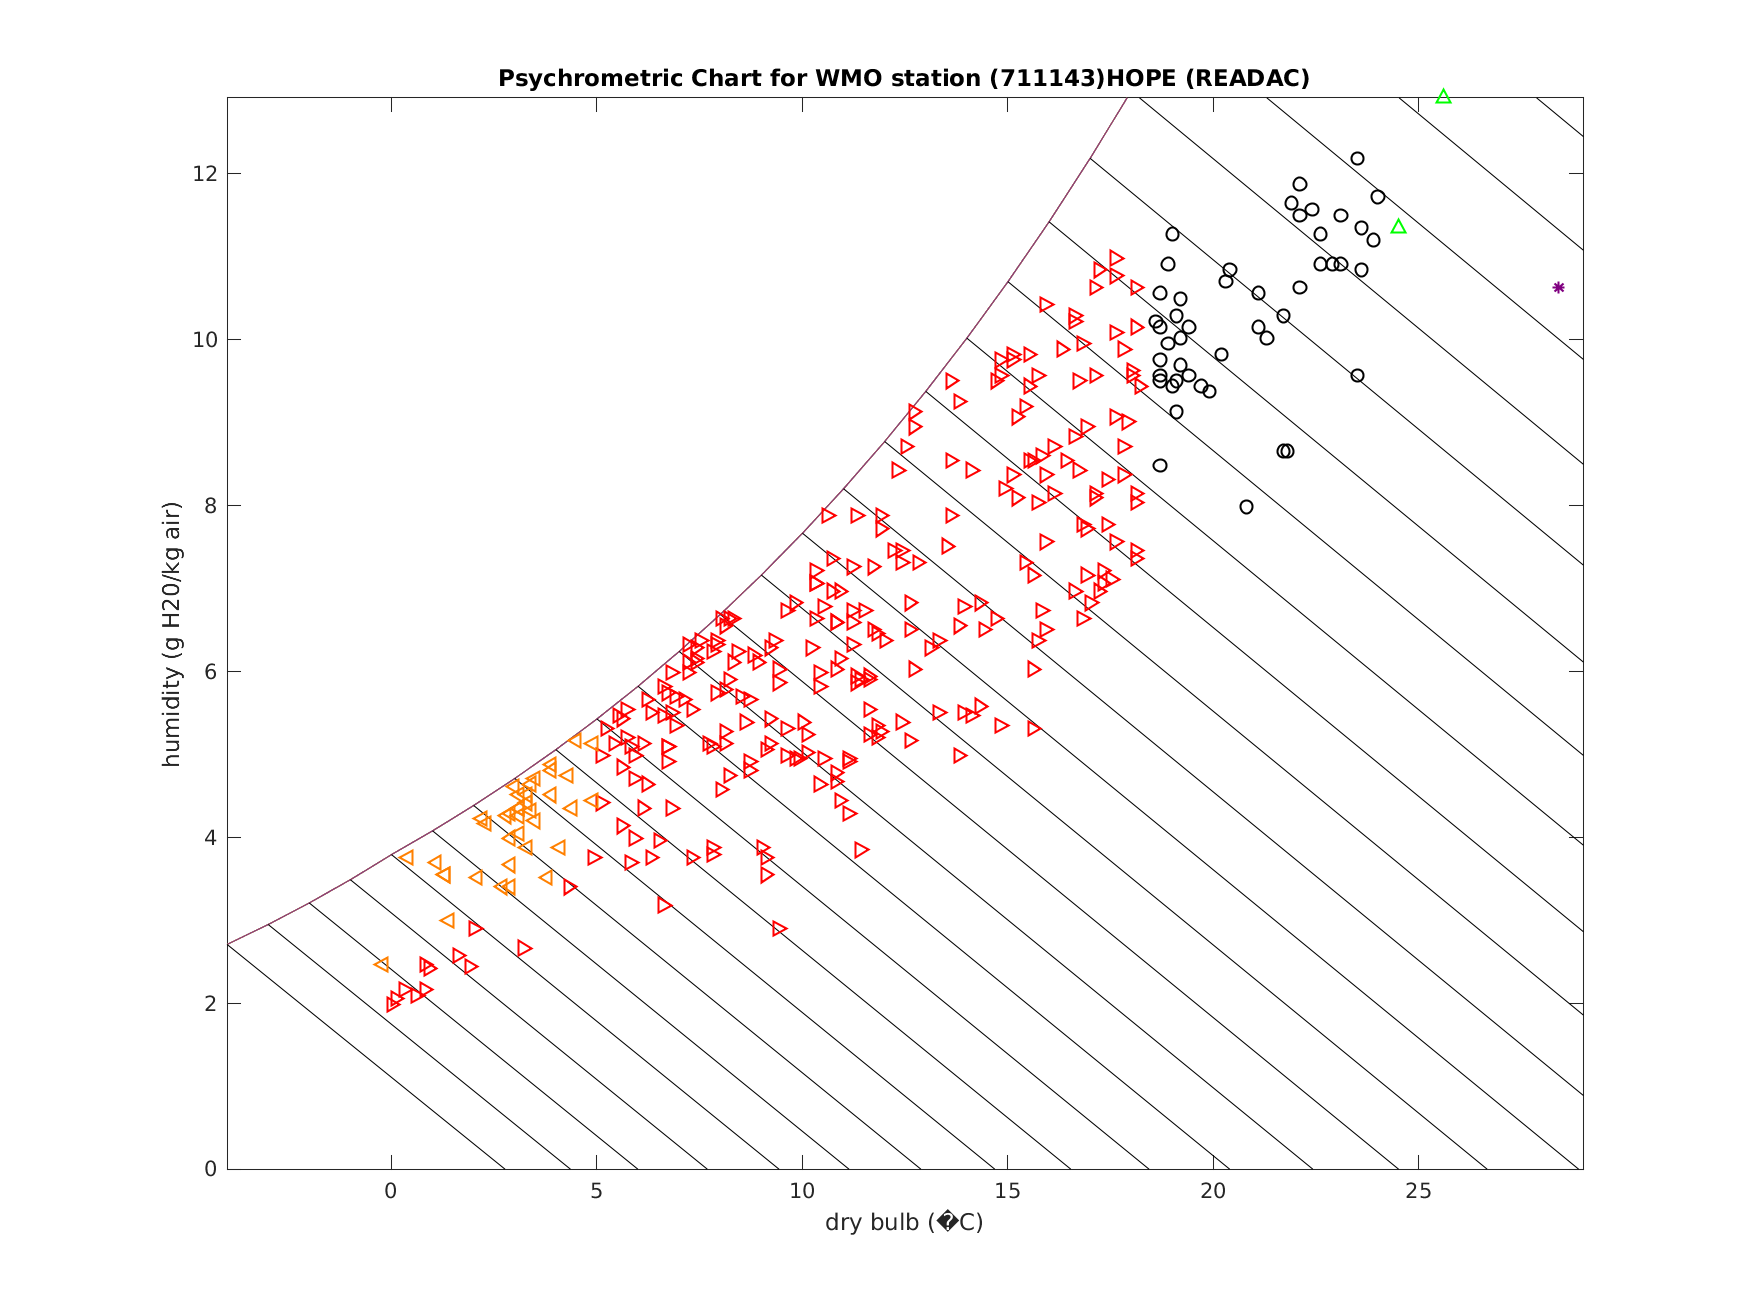 Psychrometric Chart for WMO station (711143)HOPE (READAC)
humidity (g H20/kg air)
12
10
8
6
4
2
0
0 5 10 15 20 25
dry bulb (�C)